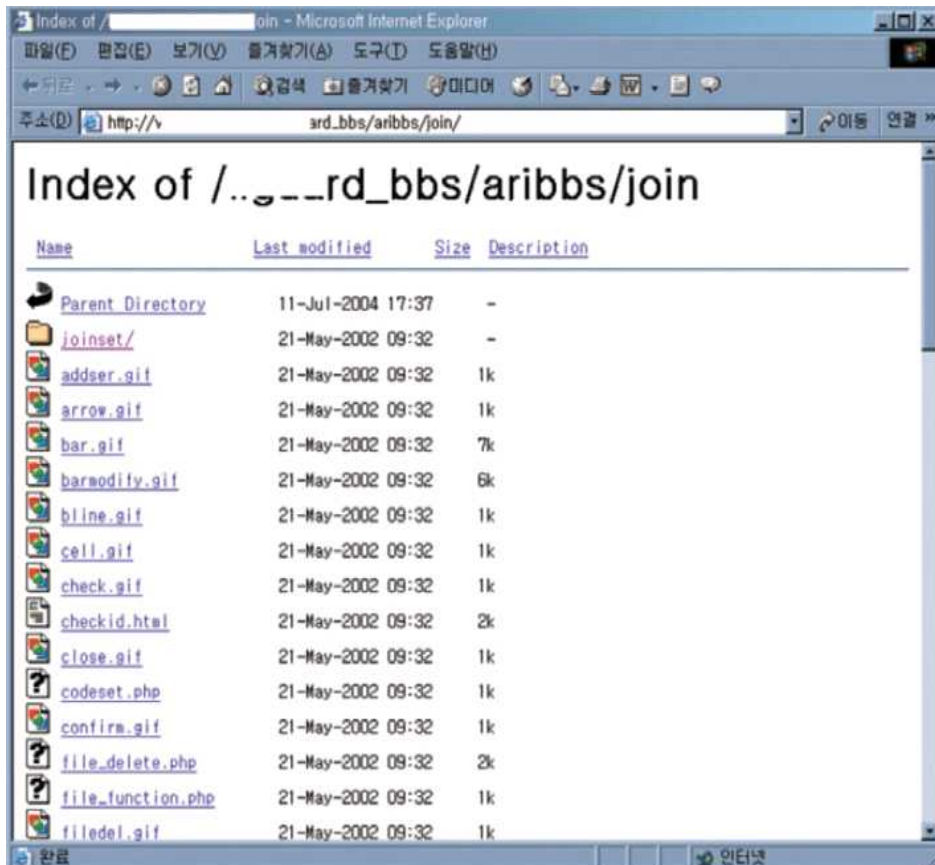 Index of / oin - Microsoft Internet Explorer
파일(F) 편집(E) 보기(V) 즐겨찾기(A) 도구(T) 도움말(H)
뒤로 검색 즐겨찾기 미디어
주소(D) http://v ard_bbs/aribbs/join/ 이동 연결 »
Index of / rd_bbs/aribbs/join
Name Last modified Size Description
Parent Directory 11-Jul-2004 17:37 -
joinset/ 21-May-2002 09:32 -
addser.gif 21-May-2002 09:32 1k
arrow.gif 21-May-2002 09:32 1k
bar.gif 21-May-2002 09:32 7k
barmodify.gif 21-May-2002 09:32 6k
bline.gif 21-May-2002 09:32 1k
cell.gif 21-May-2002 09:32 1k
check.gif 21-May-2002 09:32 1k
checkid.html 21-May-2002 09:32 2k
close.gif 21-May-2002 09:32 1k
codeset.php 21-May-2002 09:32 1k
confirm.gif 21-May-2002 09:32 1k
file_delete.php 21-May-2002 09:32 2k
file_function.php 21-May-2002 09:32 1k
filedel.gif 21-May-2002 09:32 1k
완료 인터넷